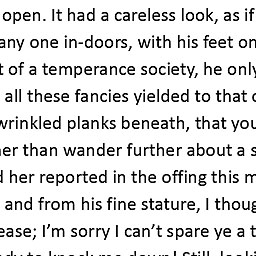 open. It had a careless look, as if
any one in-doors, with his feet on
t of a temperance society, he only
all these fancies yielded to that
wrinkled planks beneath, that you
her than wander further about a s
d her reported in the offing this m
and from his fine stature, I thoug
ease; I’m sorry I can’t spare ye a t